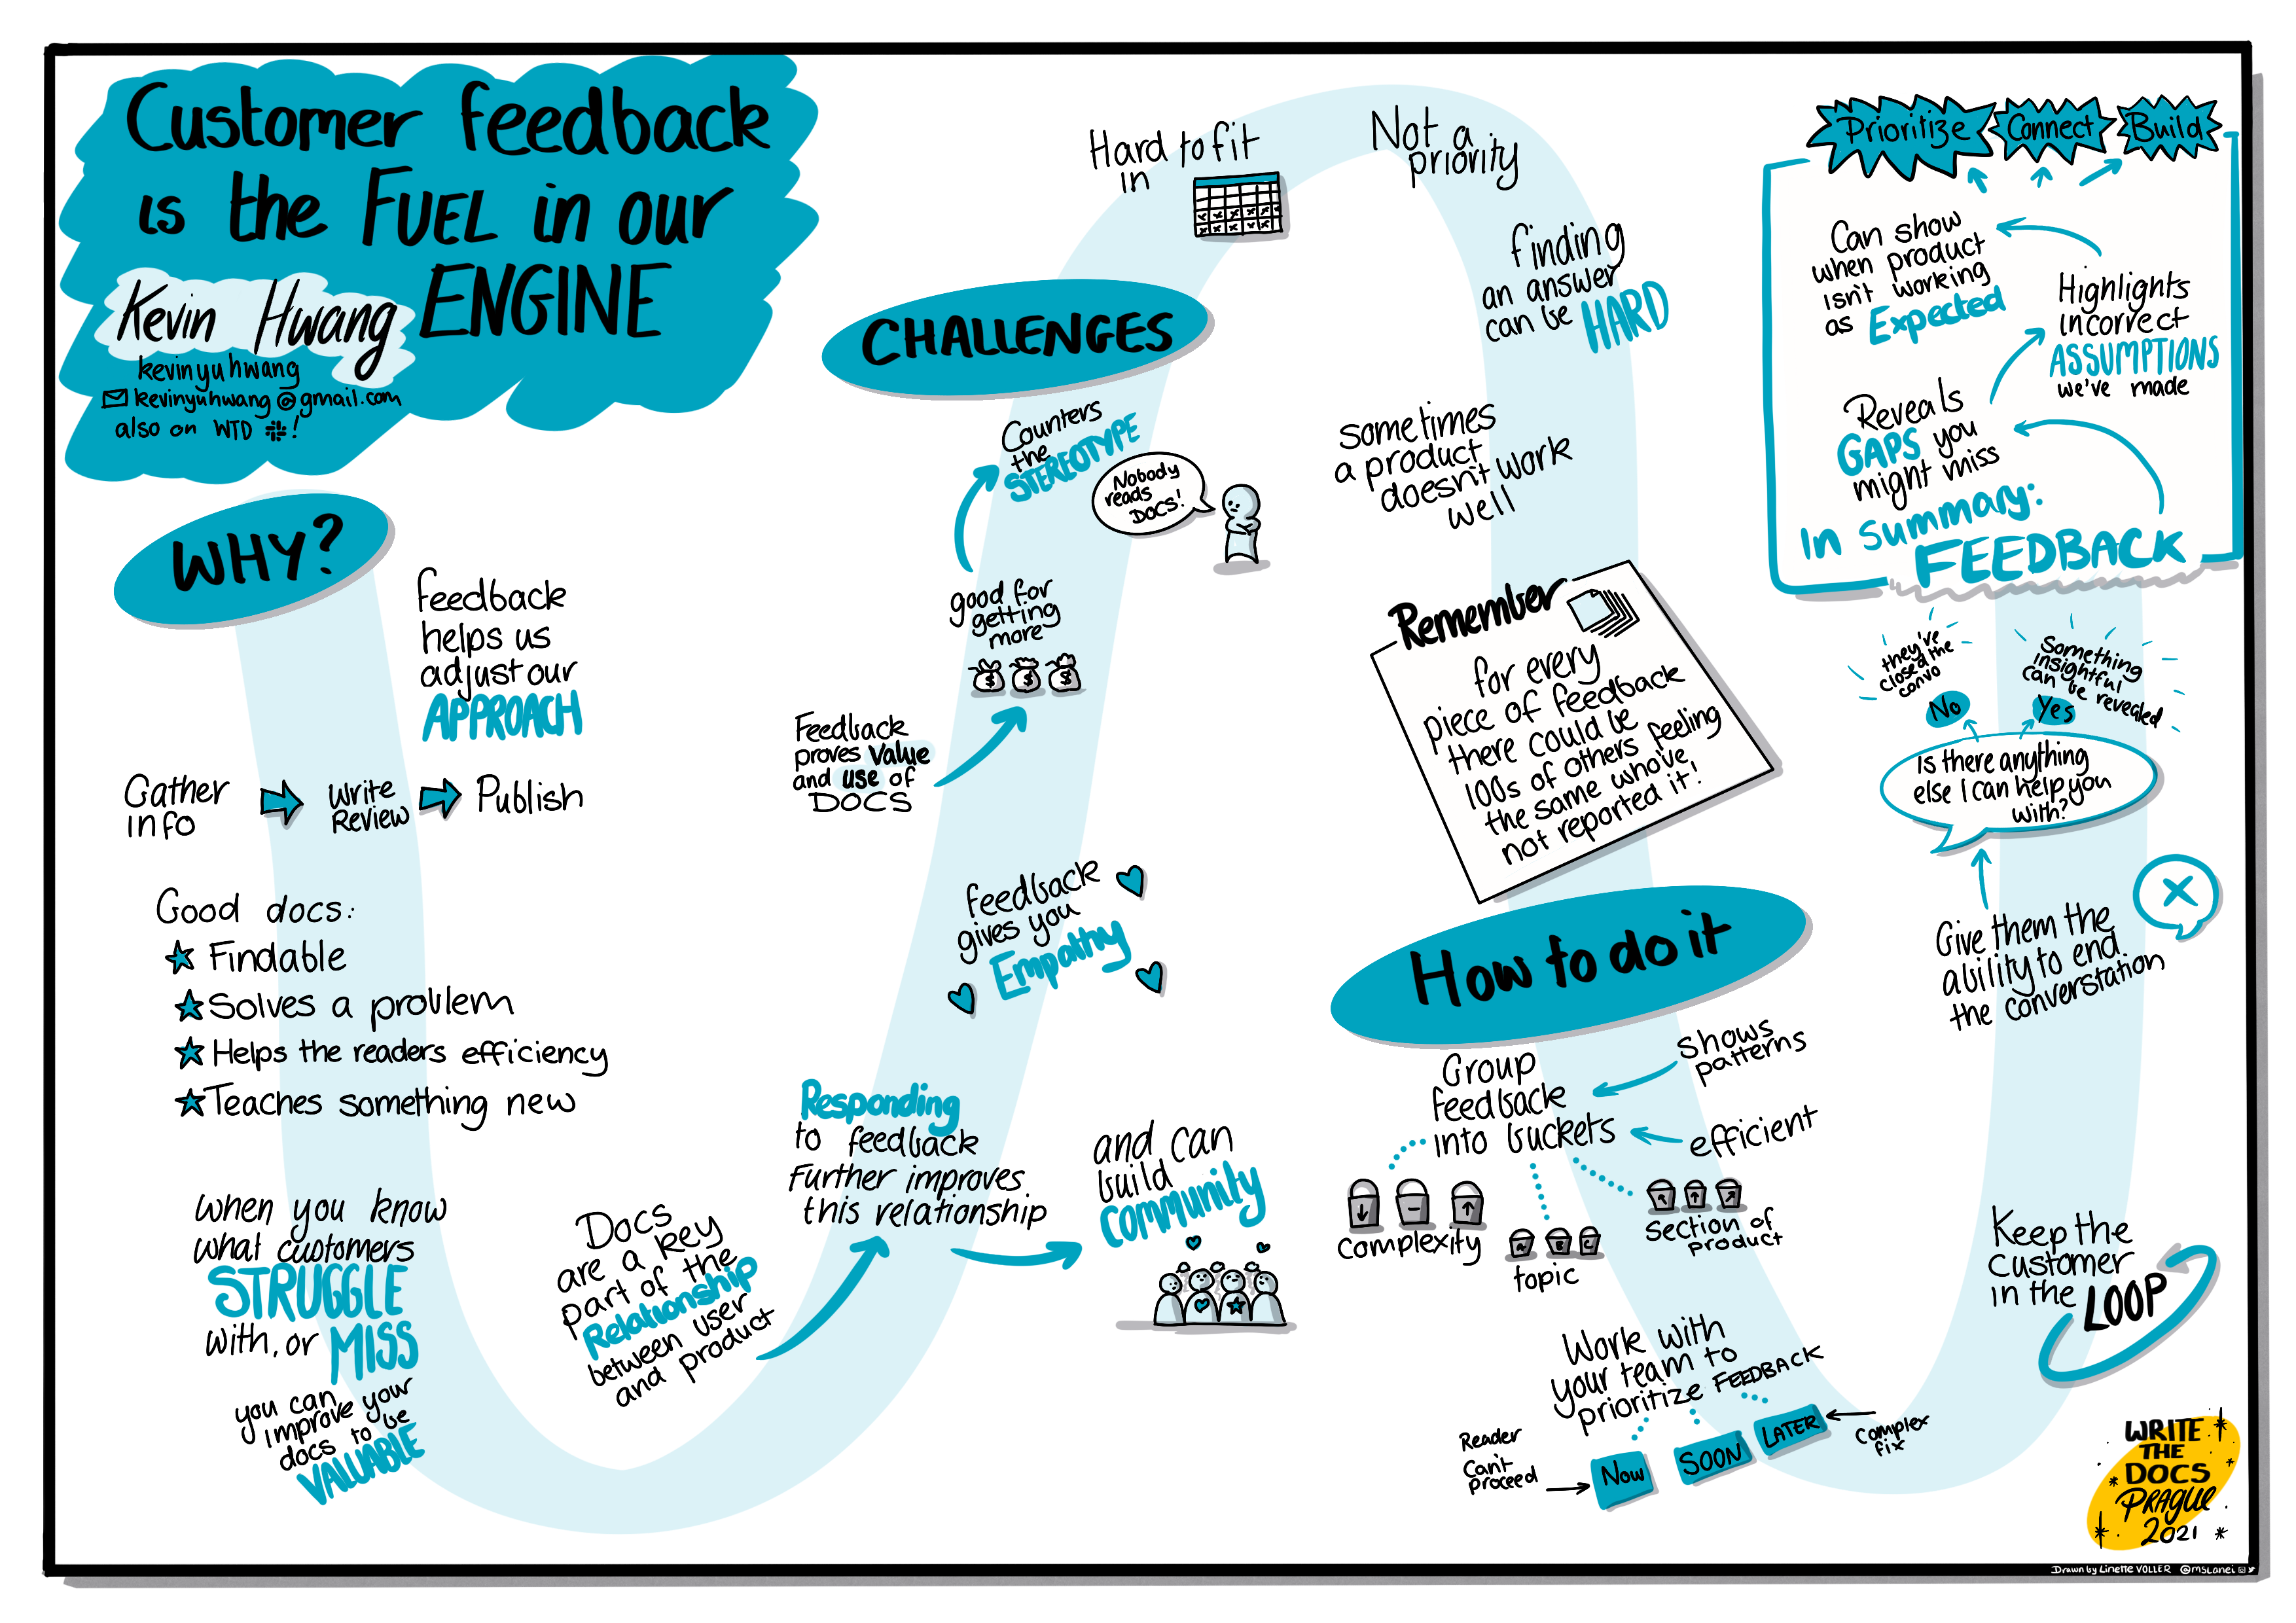 Customer feedback
is the FUEL in our
ENGINE
Kevin Hwang
kevinyuhwang
kevinyuhwang@gmail.com
also on WTD !
WHY?
feedback
helps us
adjust our
APPROACH
Gather
info
Write
Review
Publish
Good docs:
Findable
Solves a problem
Helps the readers efficiency
Teaches something new
When you know
what customers
STRUGGLE
with, or MISS
you can
improve your
docs to be
VALUABLE
Docs
are a key
part of the
Relationship
between user
and product
Responding
to feedback
Further improves
this relationship
and can
build
community
feedback
gives you
Empathy
Feedback
proves value
and use of
DOCS
good for
getting
more
$ $ $
Counters
the
STEREOTYPE
Nobody
reads
DOCS!
CHALLENGES
Hard to fit
in
Not a
priority
finding
an answer
can be HARD
sometimes
a product
doesn't work
well
Remember
for every
piece of feedback
there could be
100s of others feeling
the same who've
not reported it!
How to do it
Group
feedback
into buckets
Shows
patterns
efficient
complexity
A B C
topic
section of
product
Work with
your team to
prioritize FEEDBACK
Reader
Can't
proceed
Now
SOON
LATER
Complex
fix
Keep the
Customer
in the LOOP
Give them the
ability to end
the converstation
Is there anything
else I can help you
with?
No
they've
closed the
convo
Yes
Something
insightful
can be revealed
In summary:
FEEDBACK
Reveals
GAPS you
might miss
Highlights
incorrect
ASSUMPTIONS
we've made
Can show
when product
isn't working
as Expected
Prioritize
Connect
Build
WRITE
THE
DOCS
PRAGUE
2021
Drawn by Linette VOLLER @mslanei